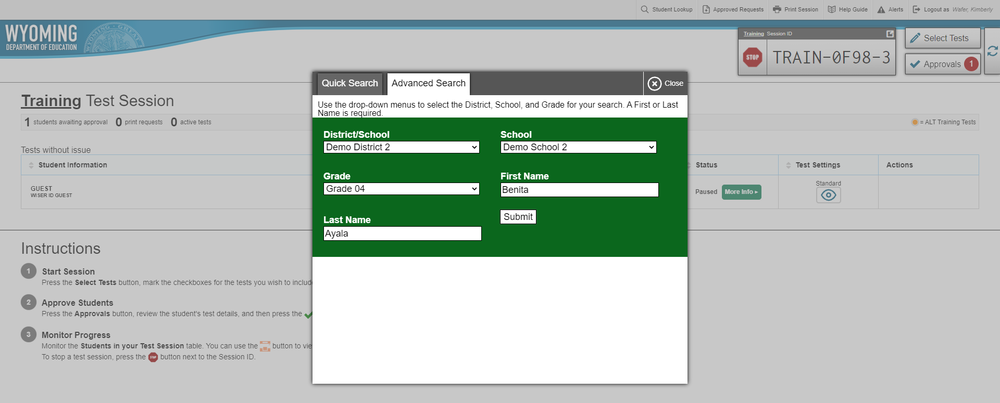 Student Lookup
Approved Requests
Print Session
Help Guide
Alerts
Logout as Wafer, Kimberly
WYOMING
DEPARTMENT OF EDUCATION
WYOMING GREAT
Training Session ID
STOP
TRAIN-0F98-3
Select Tests
Approvals 1
Quick Search
Advanced Search
Close
Use the drop-down menus to select the District, School, and Grade for your search. A First or Last
Name is required.
District/School
Demo District 2
School
Demo School 2
Grade
Grade 04
First Name
Benita
Last Name
Ayala
Submit
Training Test Session
1 students awaiting approval 0 print requests 0 active tests
= ALT Training Tests
Tests without issue
Student Information
Status
Test Settings
Actions
GUEST
WISER ID GUEST
Paused
More Info
Standard
Instructions
1 Start Session
Press the Select Tests button, mark the checkboxes for the tests you wish to include
2 Approve Students
Press the Approvals button, review the student's test details, and then press the
3 Monitor Progress
Monitor the Students in your Test Session table. You can use the button to vie
To stop a test session, press the STOP button next to the Session ID.